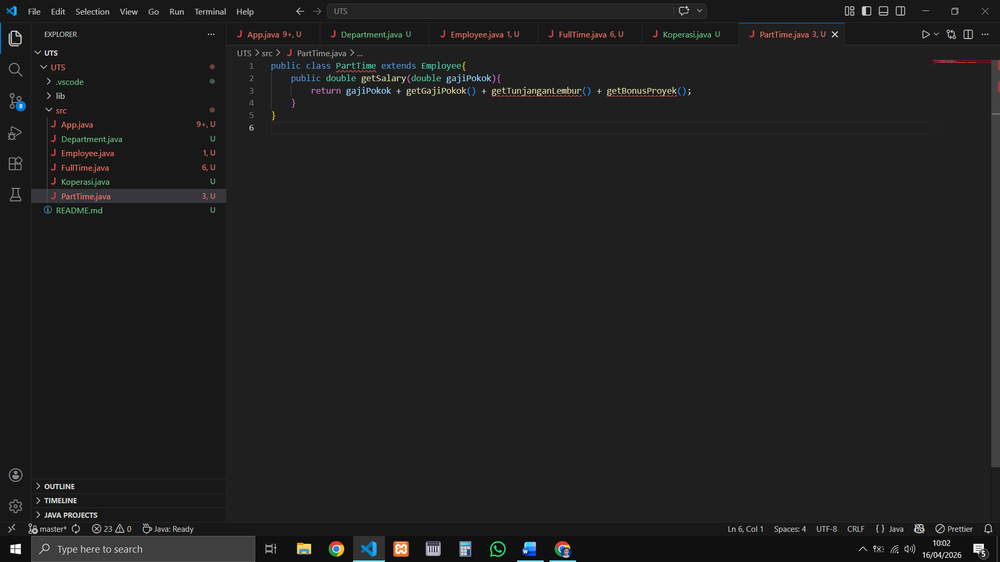 File Edit Selection View Go Run Terminal Help
UTS
EXPLORER
UTS
UTS
.vscode
lib
src
App.java 9+, U
Department.java U
Employee.java 1, U
FullTime.java 6, U
Koperasi.java U
PartTime.java 3, U
README.md U
8
OUTLINE
TIMELINE
JAVA PROJECTS
App.java 9+, U Department.java U Employee.java 1, U FullTime.java 6, U Koperasi.java U PartTime.java 3, U
UTS > src > PartTime.java > ...
1 public class PartTime extends Employee{
2 public double getSalary(double gajiPokok){
3 return gajiPokok + getGajiPokok() + getTunjanganLembur() + getBonusProyek();
4 }
5 }
6
master* 23 0 Java: Ready
Ln 6, Col 1 Spaces: 4 UTF-8 CRLF {} Java Prettier
Type here to search
10:02
16/04/2026
5